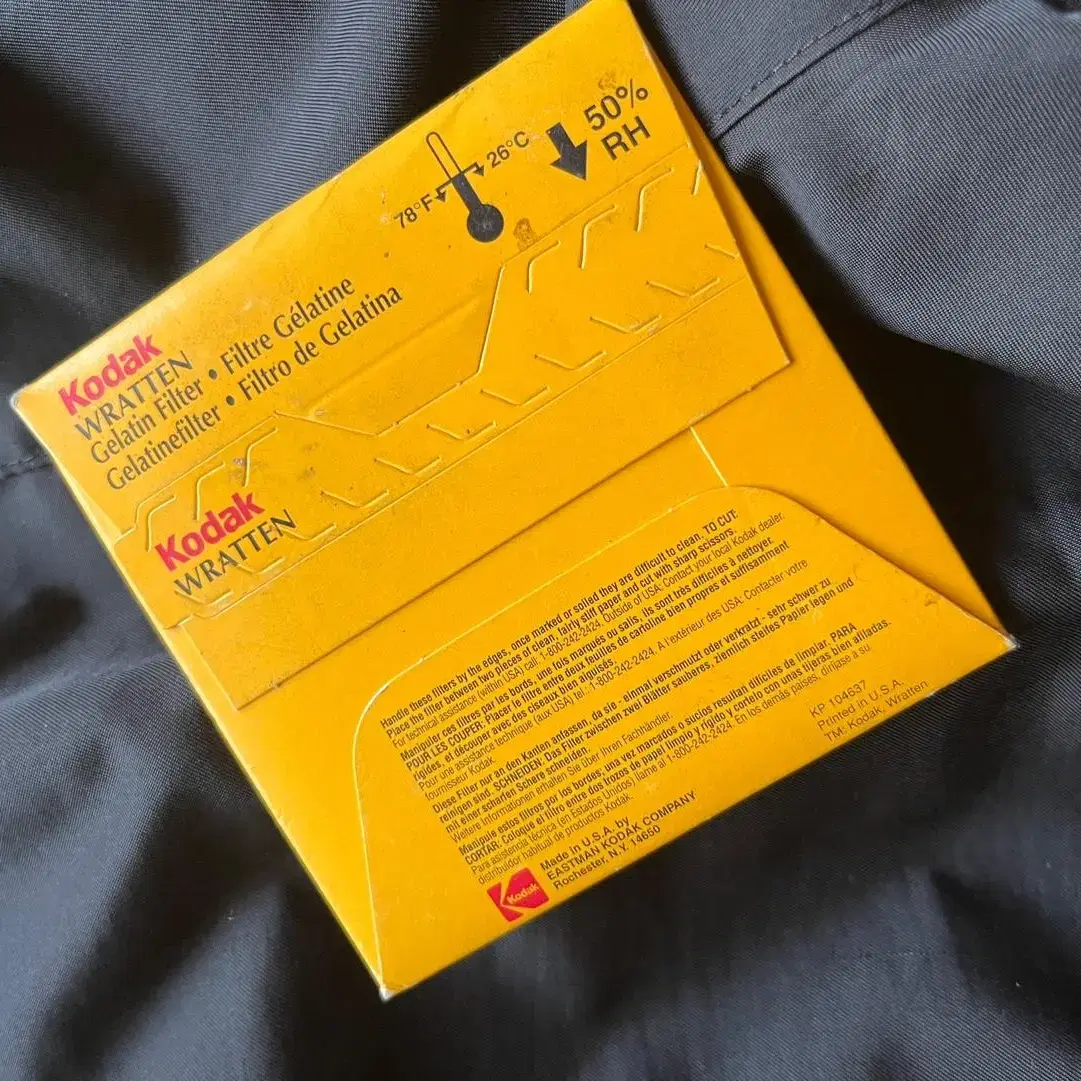 78°F 26°C
50%
RH
Kodak
WRATTEN
Gelatin Filter • Filtre Gélatine
Gelatinefilter • Filtro de Gelatina
Kodak
WRATTEN
Handle these filters by the edges, once marked or soiled they are difficult to clean. TO CUT:
Place the filter between two pieces of clean, fairly stiff paper and cut with sharp scissors.
For technical assistance (within USA) call: 1-800-242-2424. Outside of USA: Contact your local Kodak dealer.
Manipuler ces filtres par les bords, une fois marqués ou salis, ils sont très difficiles à nettoyer.
POUR LES COUPER: Placer le filtre entre deux feuilles de cartoline bien propres et suffisamment
rigides, et découper avec des ciseaux bien aiguisés.
Pour une assistance technique (aux USA) tel.: 1-800-242-2424. A l'extérieur des USA: Contacter votre
fournisseur Kodak.
Diese Filter nur an den Kanten anfassen, da sie - einmal verschmutzt oder verkratzt - sehr schwer zu
reinigen sind. SCHNEIDEN: Das Filter zwischen zwei Blätter sauberes, ziemlich steifes Papier legen und
mit einer scharfen Schere schneiden.
Weitere Informationen erhalten Sie über Ihren Fachhändler.
Manipule estos filtros por los bordes; una vez marcados o sucios resultan difíciles de limpiar. PARA
CORTAR: Coloque el filtro entre dos trozos de papel limpio y rígido y córtelo con unas tijeras bien afiladas.
Para asistencia técnica (en Estados Unidos) llame al 1-800-242-2424. En los demás países, diríjase a su
distribuidor habitual de productos Kodak.
Kodak
Made in U.S.A. by
EASTMAN KODAK COMPANY
Rochester, N.Y. 14650
KP 104637
Printed in U.S.A.
TM: Kodak, Wratten